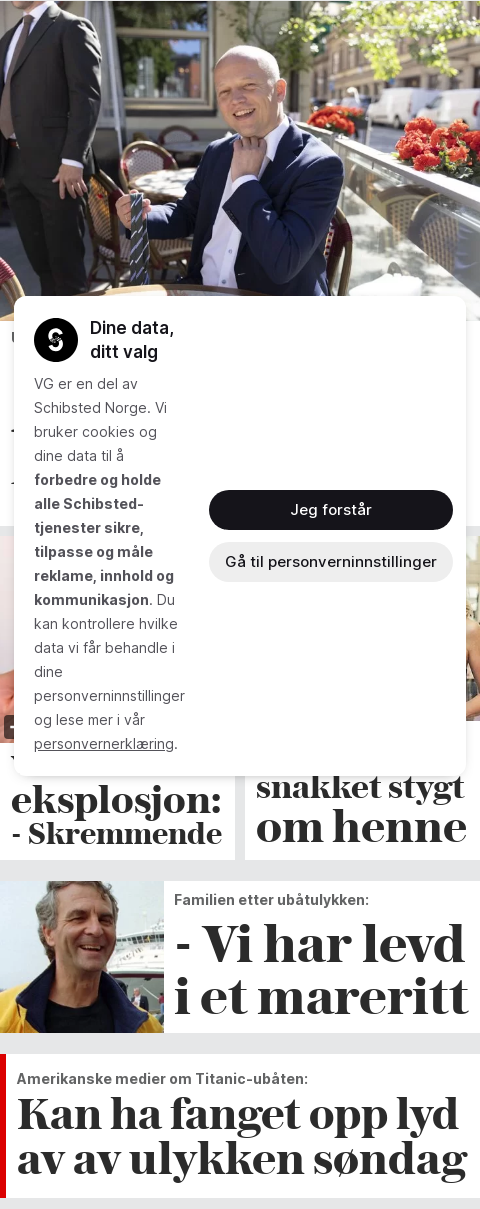 Dine data,
ditt valg
VG er en del av
Schibsted Norge. Vi
bruker cookies og
dine data til å
forbedre og holde
alle Schibsted-
tjenester sikre,
tilpasse og måle
reklame, innhold og
kommunikasjon. Du
kan kontrollere hvilke
data vi får behandle i
dine
personverninnstillinger
og lese mer i vår
personvernerklæring.
Jeg forstår
Gå til personverninnstillinger
eksplosjon:
- Skremmende
snakket stygt
om henne
Familien etter ubåtulykken:
- Vi har levd
i et mareritt
Amerikanske medier om Titanic-ubåten:
Kan ha fanget opp lyd
av av ulykken søndag